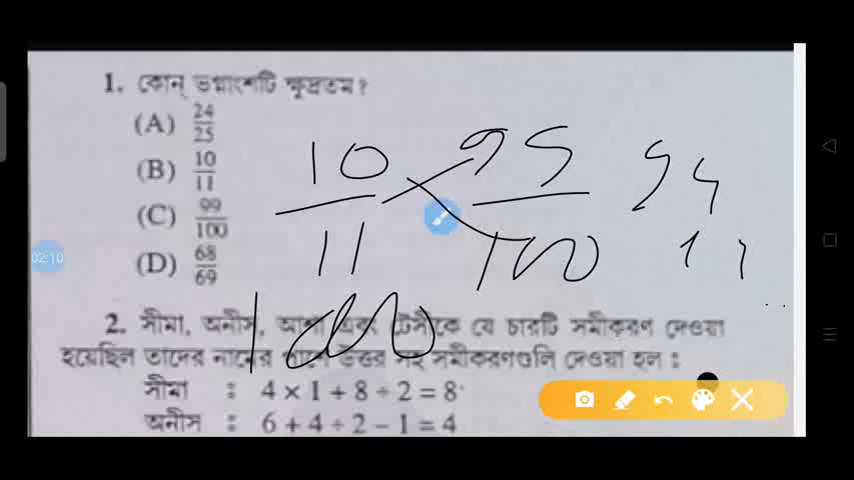 1. কোন্ ভগ্নাংশটি ক্ষুদ্রতম?
(A) 24/25
(B) 10/11
(C) 99/100
(D) 68/69
10 99 99
11 100 11
1000
02:10
2. সীমা, অনীস, আশা এবং টেসীকে যে চারটি সমীকরণ দেওয়া
হয়েছিল তাদের নামের উত্তর সহ সমীকরণগুলি দেওয়া হল :
সীমা : 4 × 1 + 8 ÷ 2 = 8
অনীস : 6 + 4 ÷ 2 − 1 = 4